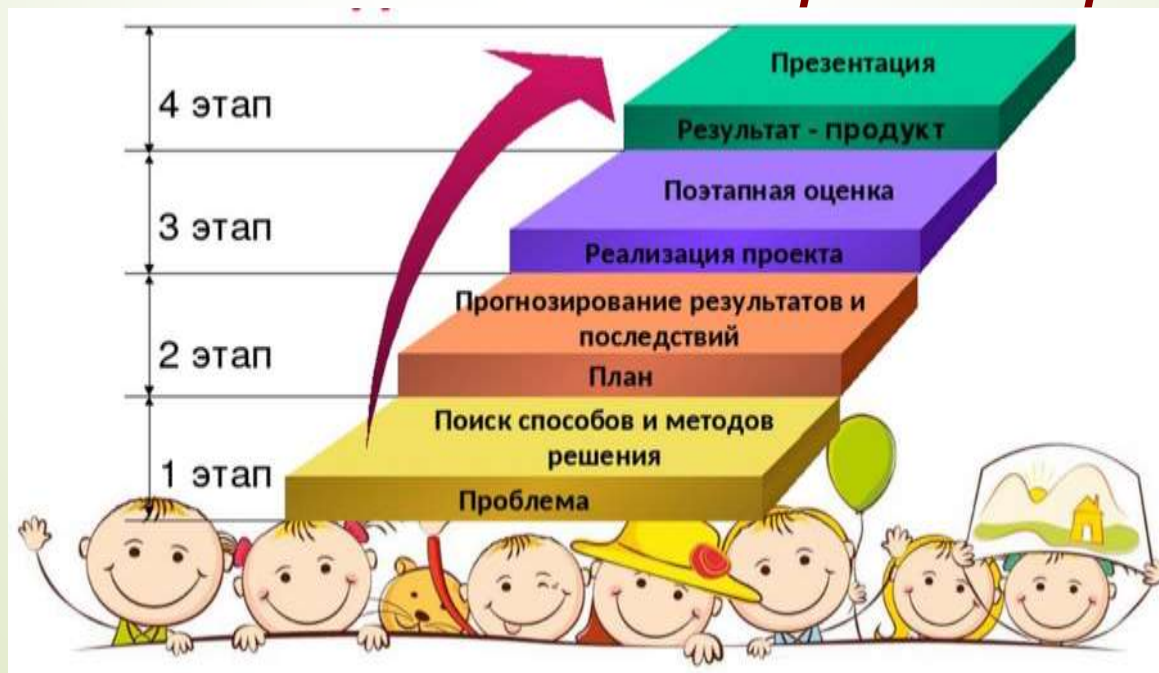 4 этап
Презентация
Результат - продукт
3 этап
Поэтапная оценка
Реализация проекта
2 этап
Прогнозирование результатов и
последствий
План
1 этап
Поиск способов и методов
решения
Проблема